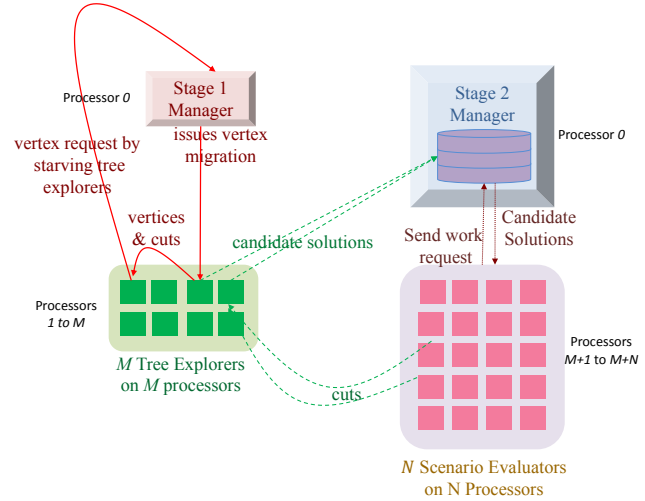 Processor 0
Stage 1
Manager
issues vertex
migration
vertex request by
starving tree
explorers
vertices
& cuts
Stage 2
Manager
Processor 0
candidate solutions
Send work
request
Candidate
Solutions
Processors
1 to M
M Tree Explorers
on M processors
cuts
Processors
M+1 to M+N
N Scenario Evaluators
on N Processors